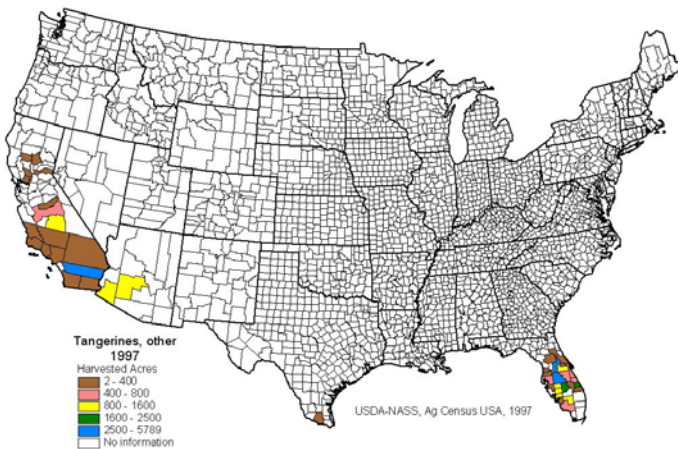 Tangerines, other
1997
Harvested Acres
2 - 400
400 - 800
800 - 1600
1600 - 2500
2500 - 5789
No information
USDA-NASS, Ag Census USA, 1997